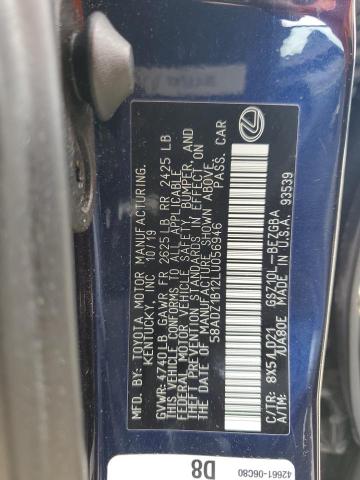 MFD BY: TOYOTA MOTOR MANUFACTURING,
KENTUCKY, INC 10/19
GVWR: 4740LB GAWR FR 2625LB RR 2425 LB
THIS VEHICLE CONFORMS TO ALL APPLICABLE
FEDERAL MOTOR VEHICLE SAFETY, BUMPER, AND
THEFT PREVENTION STANDARDS IN EFFECT ON
THE DATE OF MANUFACTURE SHOWN ABOVE.
58ADZ1B12LU056946 PASS. CAR
C/TR: 8X5/LD21 GSZ10L-BEZGBA
A/TM: /UA80E MADE IN U.S.A. 93539
D8
42661-06C80